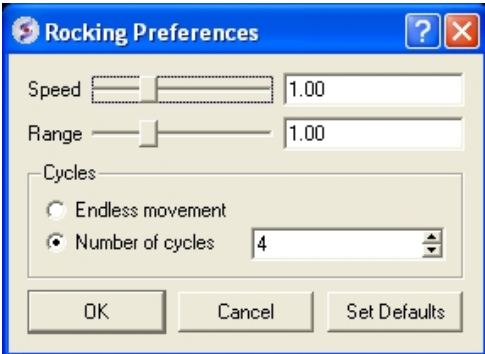 Rocking Preferences
Speed 1.00
Range 1.00
Cycles
Endless movement
Number of cycles 4
OK Cancel Set Defaults